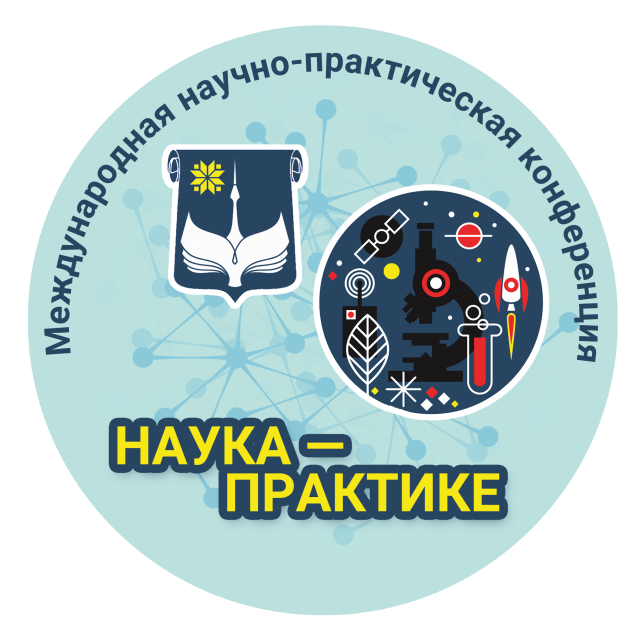 Международная научно-практическая конференция
НАУКА —
ПРАКТИКЕ